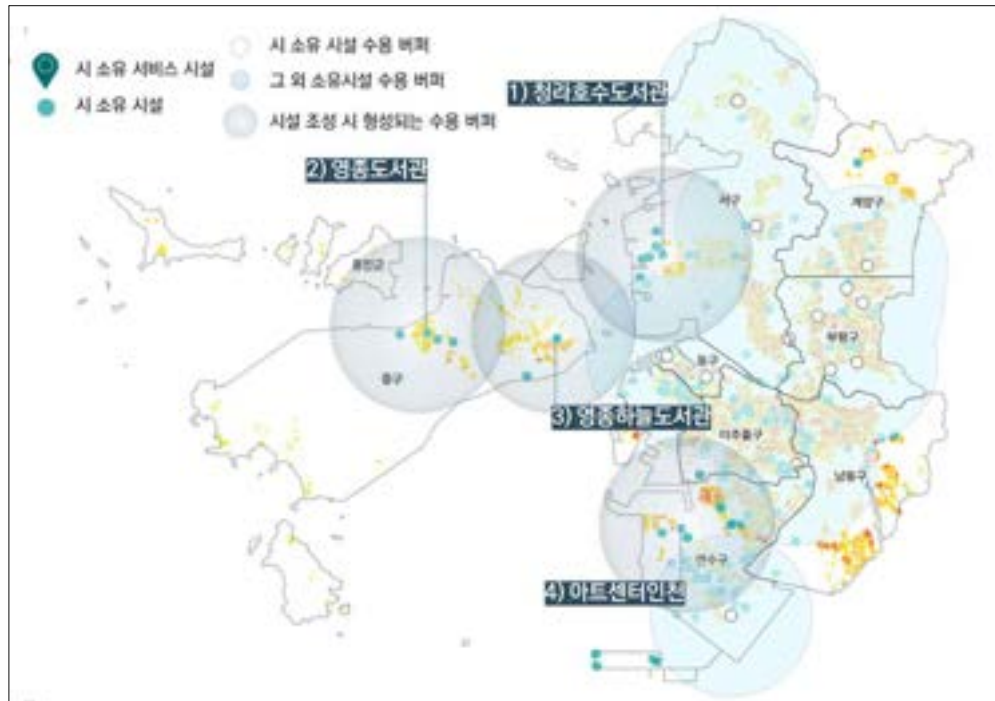 시 소유 서비스 시설
시 소유 시설
시 소유 시설 수용 버퍼
그 외 소유시설 수용 버퍼
시설 조성 시 형성되는 수용 버퍼
1) 청라호수도서관
2) 영종도서관
서구
계양구
옹진군
부평구
동구
중구
3) 영종하늘도서관
미추홀구
남동구
연수구
4) 아트센터인천